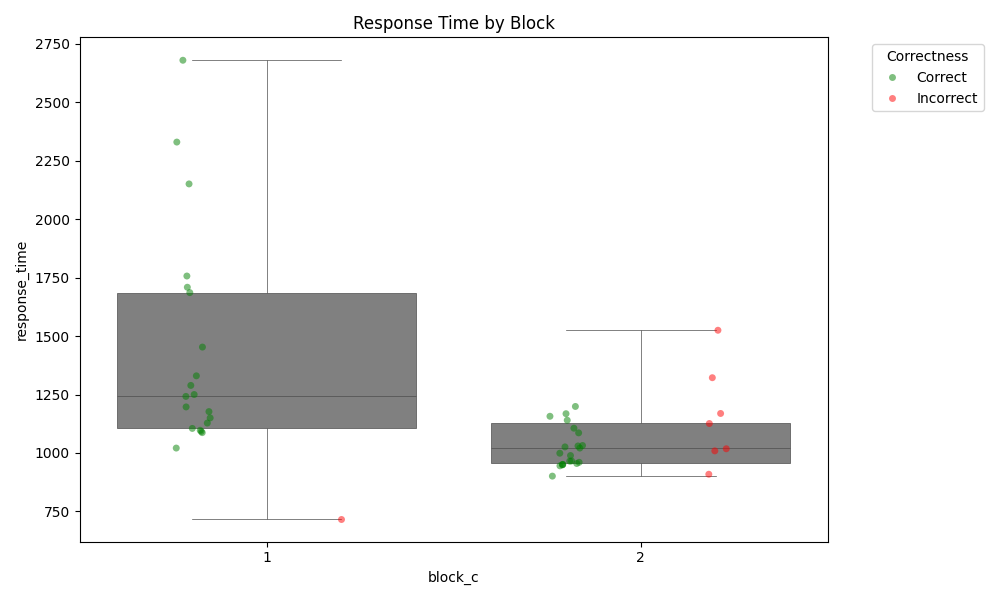 Response Time by Block
Correctness
Correct
Incorrect
response_time
2750
2500
2250
2000
1750
1500
1250
1000
750
1
2
block_c